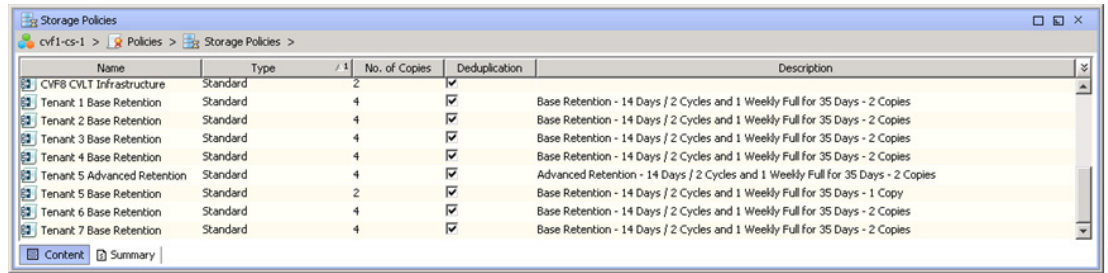 Storage Policies
cvf1-cs-1 > Policies > Storage Policies >
Name Type / 1 No. of Copies Deduplication Description
CVF8 CVLT Infrastructure Standard 2
Tenant 1 Base Retention Standard 4 Base Retention - 14 Days / 2 Cycles and 1 Weekly Full for 35 Days - 2 Copies
Tenant 2 Base Retention Standard 4 Base Retention - 14 Days / 2 Cycles and 1 Weekly Full for 35 Days - 2 Copies
Tenant 3 Base Retention Standard 4 Base Retention - 14 Days / 2 Cycles and 1 Weekly Full for 35 Days - 2 Copies
Tenant 4 Base Retention Standard 4 Base Retention - 14 Days / 2 Cycles and 1 Weekly Full for 35 Days - 2 Copies
Tenant 5 Advanced Retention Standard 4 Advanced Retention - 14 Days / 2 Cycles and 1 Weekly Full for 35 Days - 2 Copies
Tenant 5 Base Retention Standard 2 Base Retention - 14 Days / 2 Cycles and 1 Weekly Full for 35 Days - 1 Copy
Tenant 6 Base Retention Standard 4 Base Retention - 14 Days / 2 Cycles and 1 Weekly Full for 35 Days - 2 Copies
Tenant 7 Base Retention Standard 4 Base Retention - 14 Days / 2 Cycles and 1 Weekly Full for 35 Days - 2 Copies
Content Summary